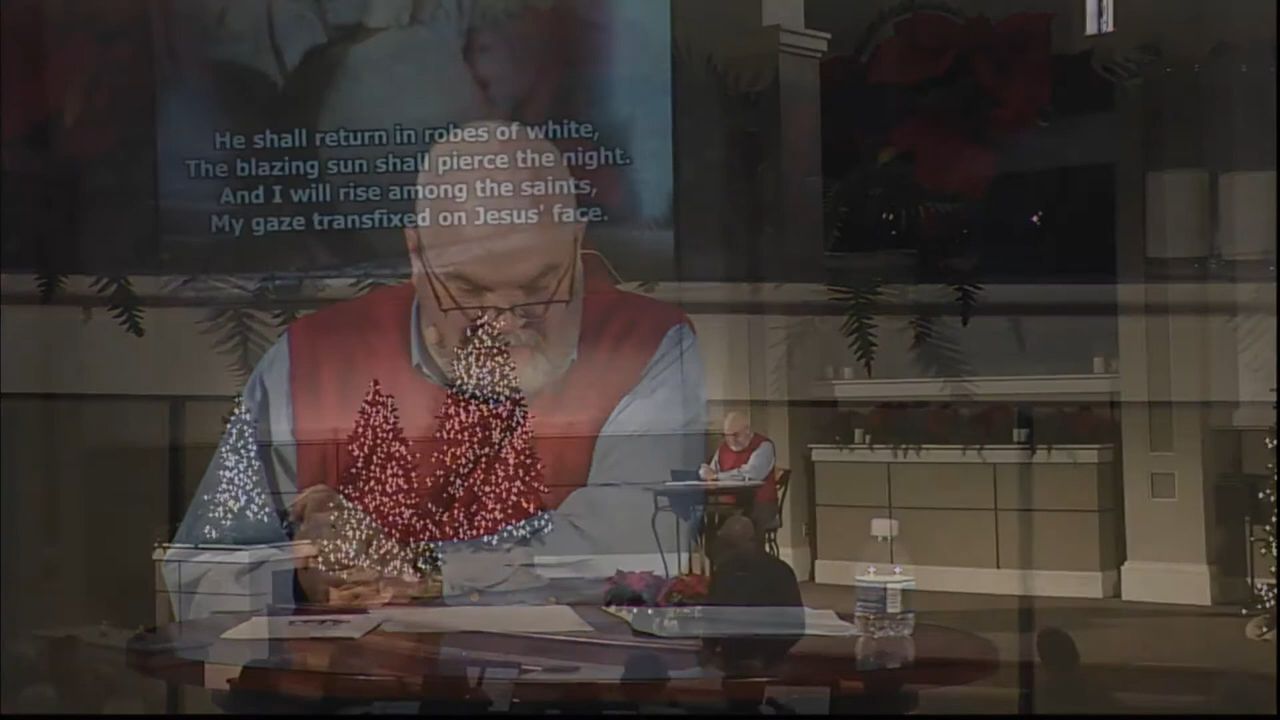 He shall return in robes of white,
The blazing sun shall pierce the night.
And I will rise among the saints,
My gaze transfixed on Jesus' face.